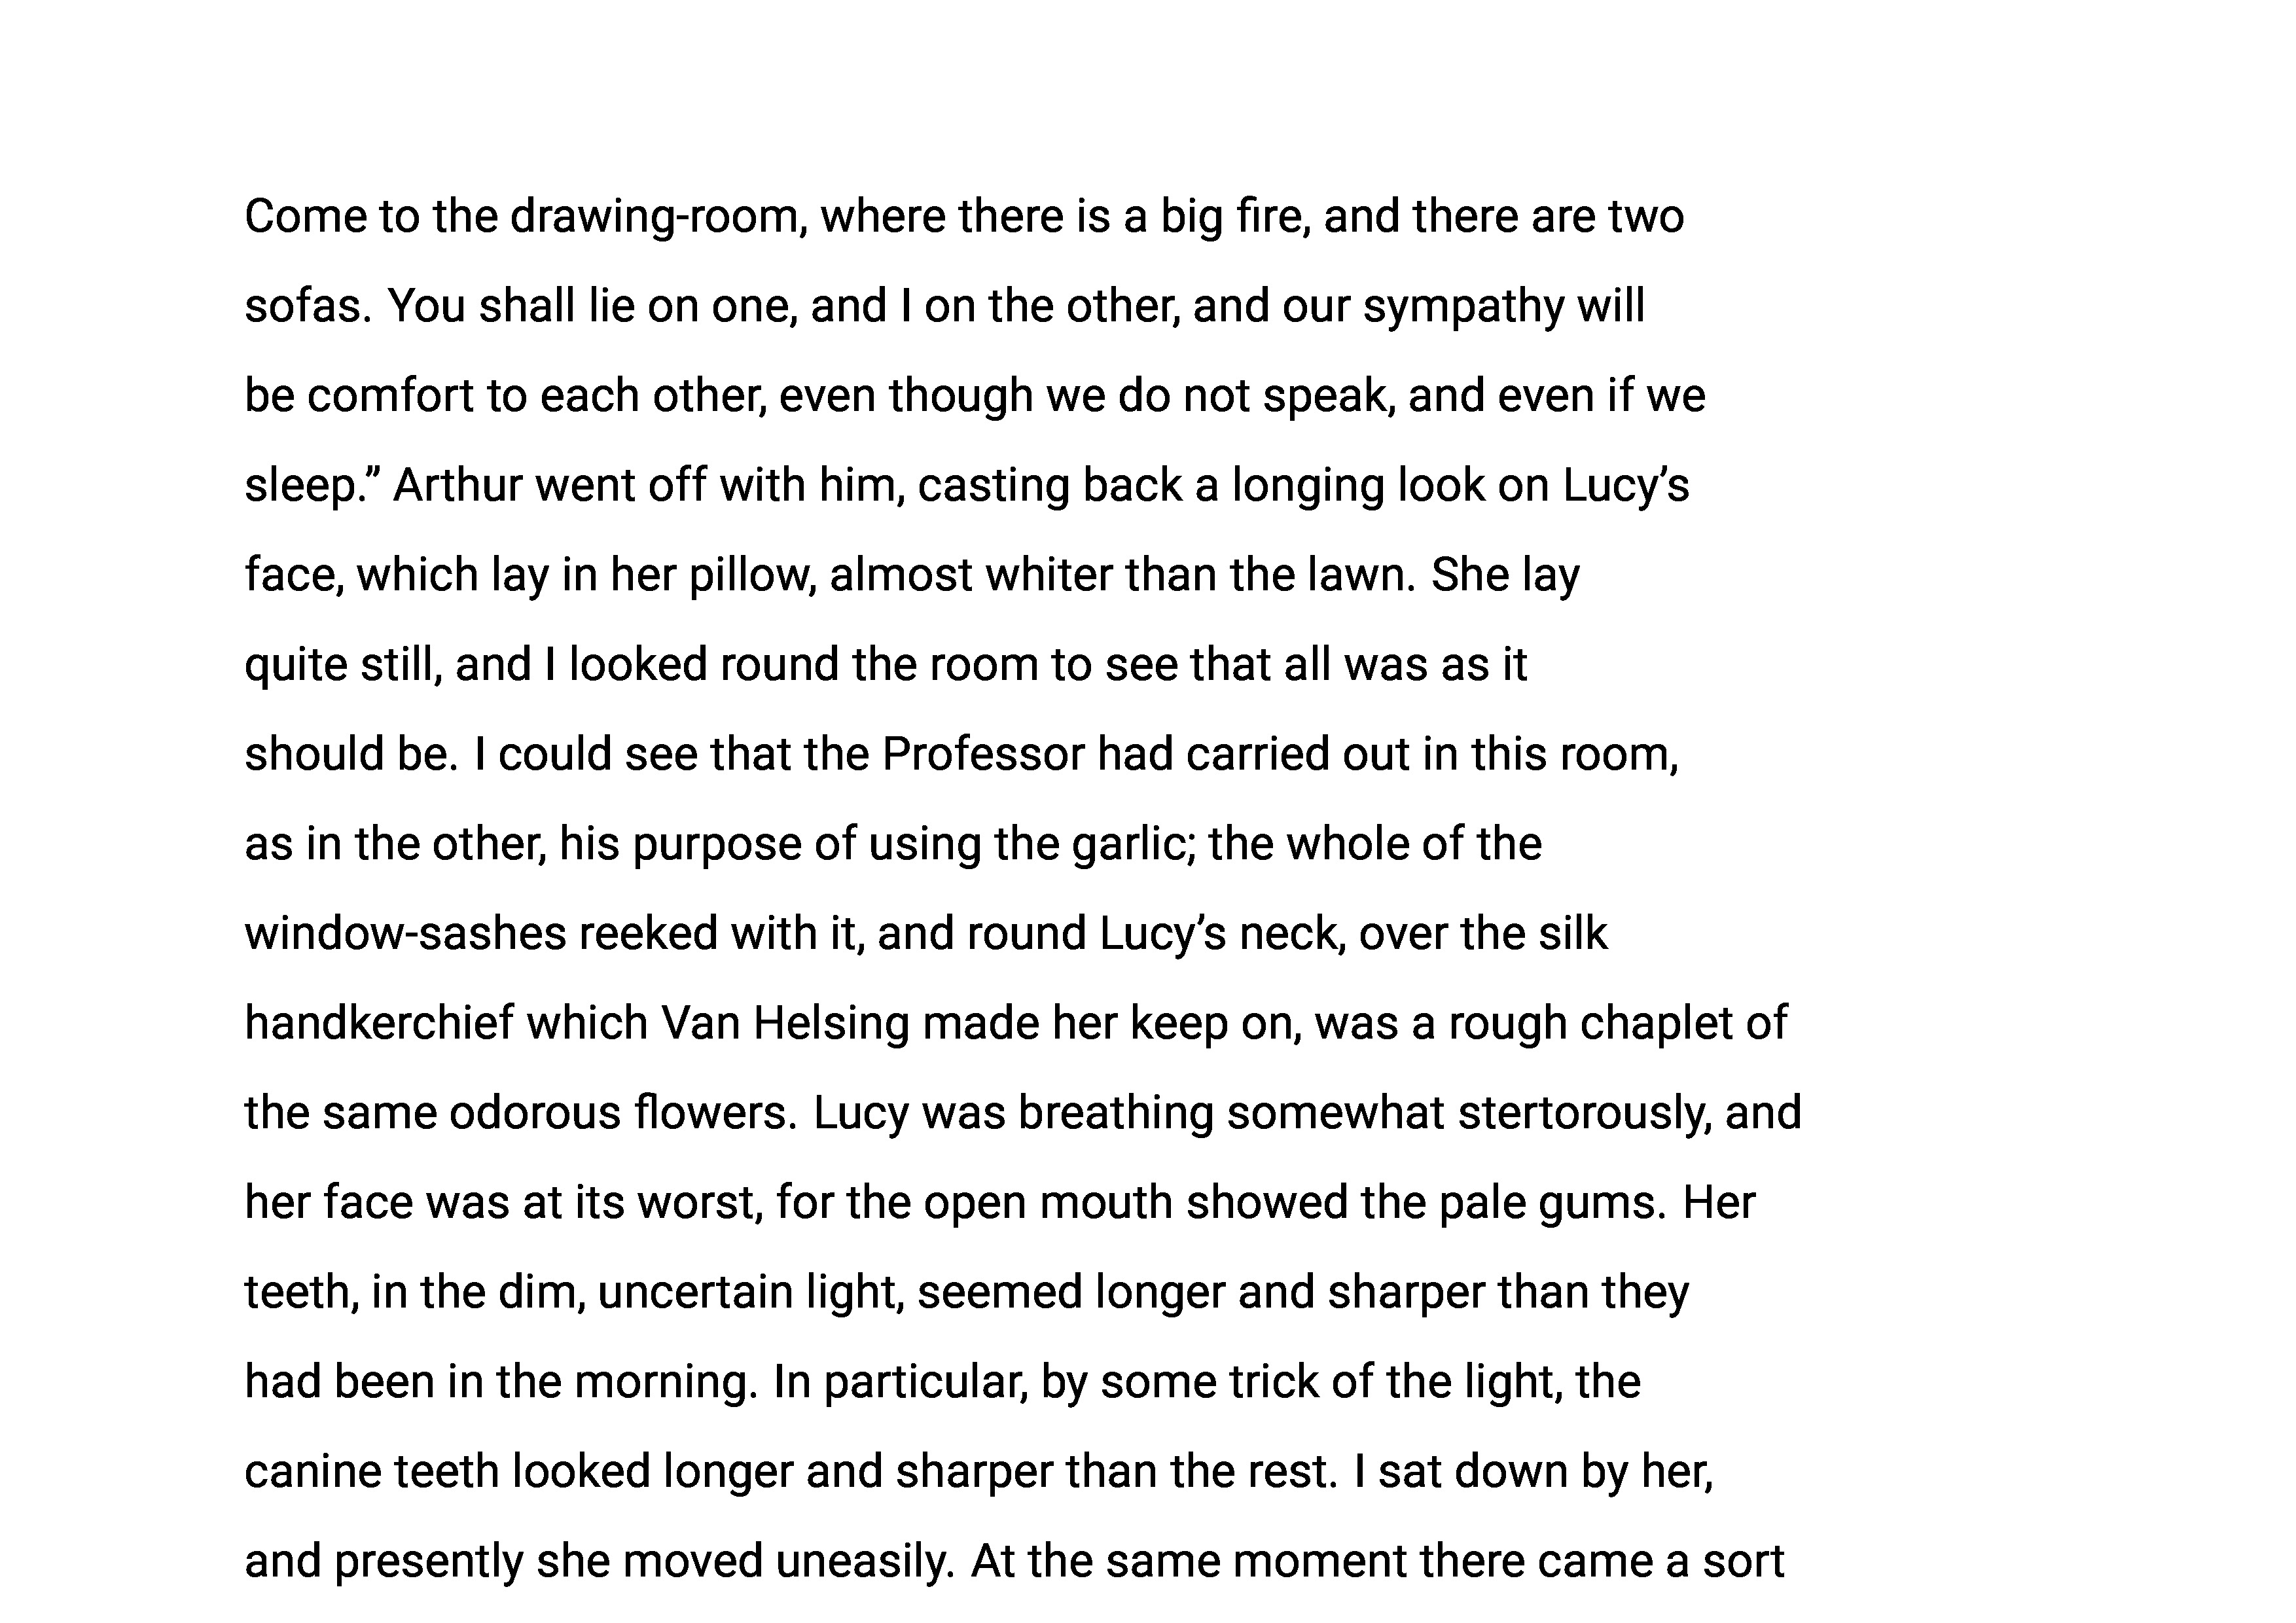 Come to the drawing-room, where there is a big fire, and there are two
sofas. You shall lie on one, and I on the other, and our sympathy will
be comfort to each other, even though we do not speak, and even if we
sleep.” Arthur went off with him, casting back a longing look on Lucy’s
face, which lay in her pillow, almost whiter than the lawn. She lay
quite still, and I looked round the room to see that all was as it
should be. I could see that the Professor had carried out in this room,
as in the other, his purpose of using the garlic; the whole of the
window-sashes reeked with it, and round Lucy’s neck, over the silk
handkerchief which Van Helsing made her keep on, was a rough chaplet of
the same odorous flowers. Lucy was breathing somewhat stertorously, and
her face was at its worst, for the open mouth showed the pale gums. Her
teeth, in the dim, uncertain light, seemed longer and sharper than they
had been in the morning. In particular, by some trick of the light, the
canine teeth looked longer and sharper than the rest. I sat down by her,
and presently she moved uneasily. At the same moment there came a sort